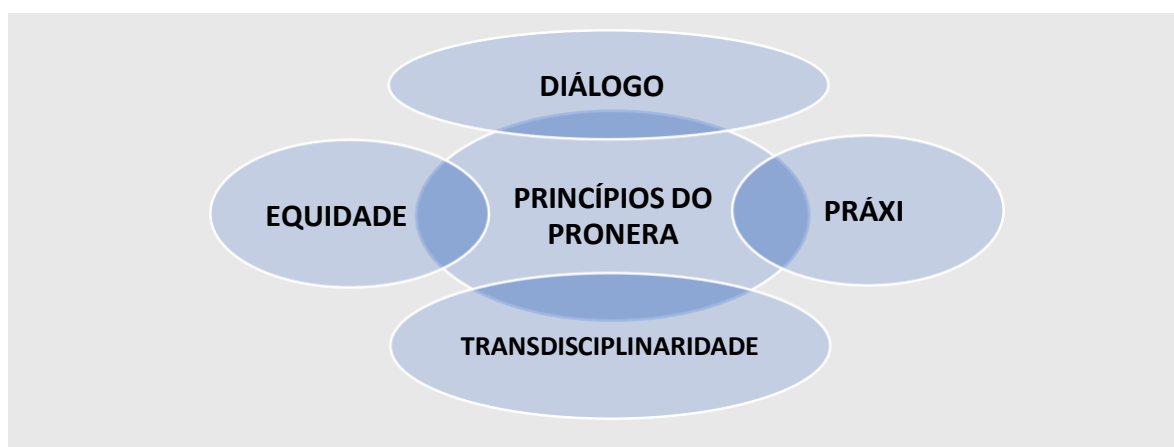 DIÁLOGO
EQUIDADE
PRINCÍPIOS DO
PRONERA
PRÁXI
TRANSDISCIPLINARIDADE